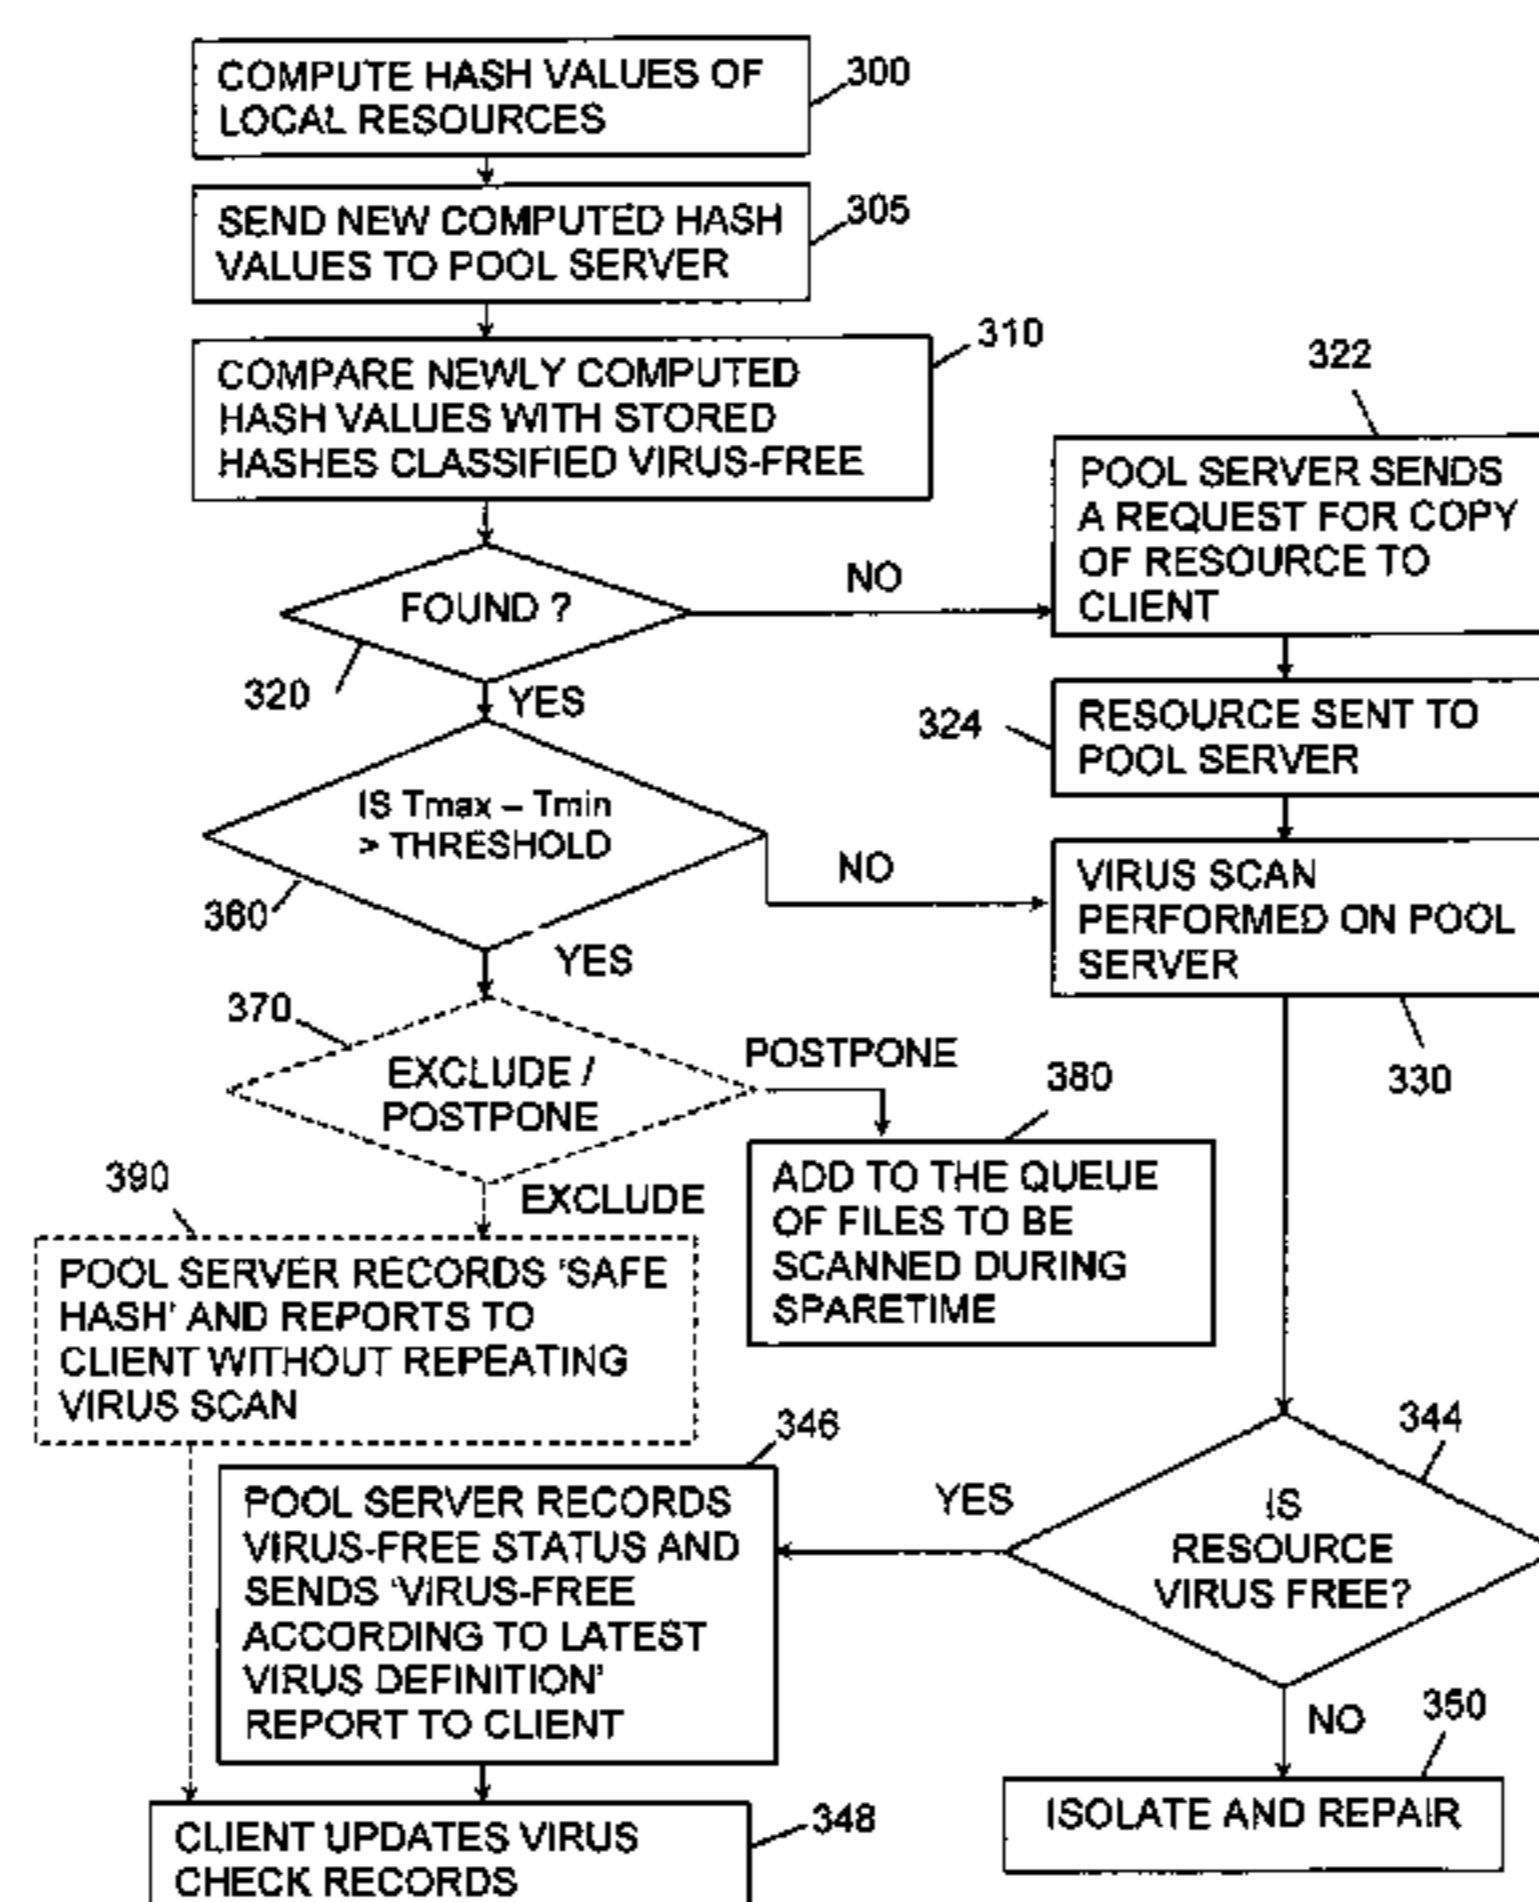 COMPUTE HASH VALUES OF
LOCAL RESOURCES
300
SEND NEW COMPUTED HASH
VALUES TO POOL SERVER
305
COMPARE NEWLY COMPUTED
HASH VALUES WITH STORED
HASHES CLASSIFIED VIRUS-FREE
310
FOUND ?
320
NO
YES
322
POOL SERVER SENDS
A REQUEST FOR COPY
OF RESOURCE TO
CLIENT
324
RESOURCE SENT TO
POOL SERVER
IS Tmax – Tmin
> THRESHOLD
360
NO
YES
VIRUS SCAN
PERFORMED ON POOL
SERVER
330
370
EXCLUDE /
POSTPONE
POSTPONE
EXCLUDE
380
ADD TO THE QUEUE
OF FILES TO BE
SCANNED DURING
SPARETIME
390
POOL SERVER RECORDS 'SAFE
HASH' AND REPORTS TO
CLIENT WITHOUT REPEATING
VIRUS SCAN
344
IS
RESOURCE
VIRUS FREE?
YES
NO
346
POOL SERVER RECORDS
VIRUS-FREE STATUS AND
SENDS 'VIRUS-FREE
ACCORDING TO LATEST
VIRUS DEFINITION'
REPORT TO CLIENT
350
ISOLATE AND REPAIR
348
CLIENT UPDATES VIRUS
CHECK RECORDS